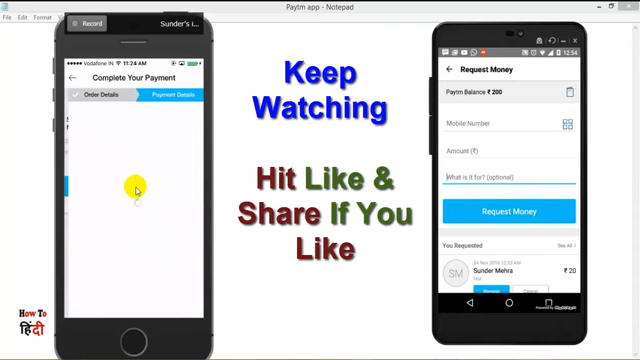 Paytm app - Notepad
File Edit Format
Record
Sunder's i...
Vodafone IN
11:24 AM
Complete Your Payment
Order Details
Payment Details
Keep
Watching
Hit Like &
Share If You
Like
12:54
Request Money
Paytm Balance ₹ 200
Mobile Number
Amount (₹)
What is it for? (optional)
Request Money
You Requested
See All
24 Nov 2016 12:53 AM
SM
Sunder Mehra
₹ 20
Remind
Cancel
How To
हिंदी